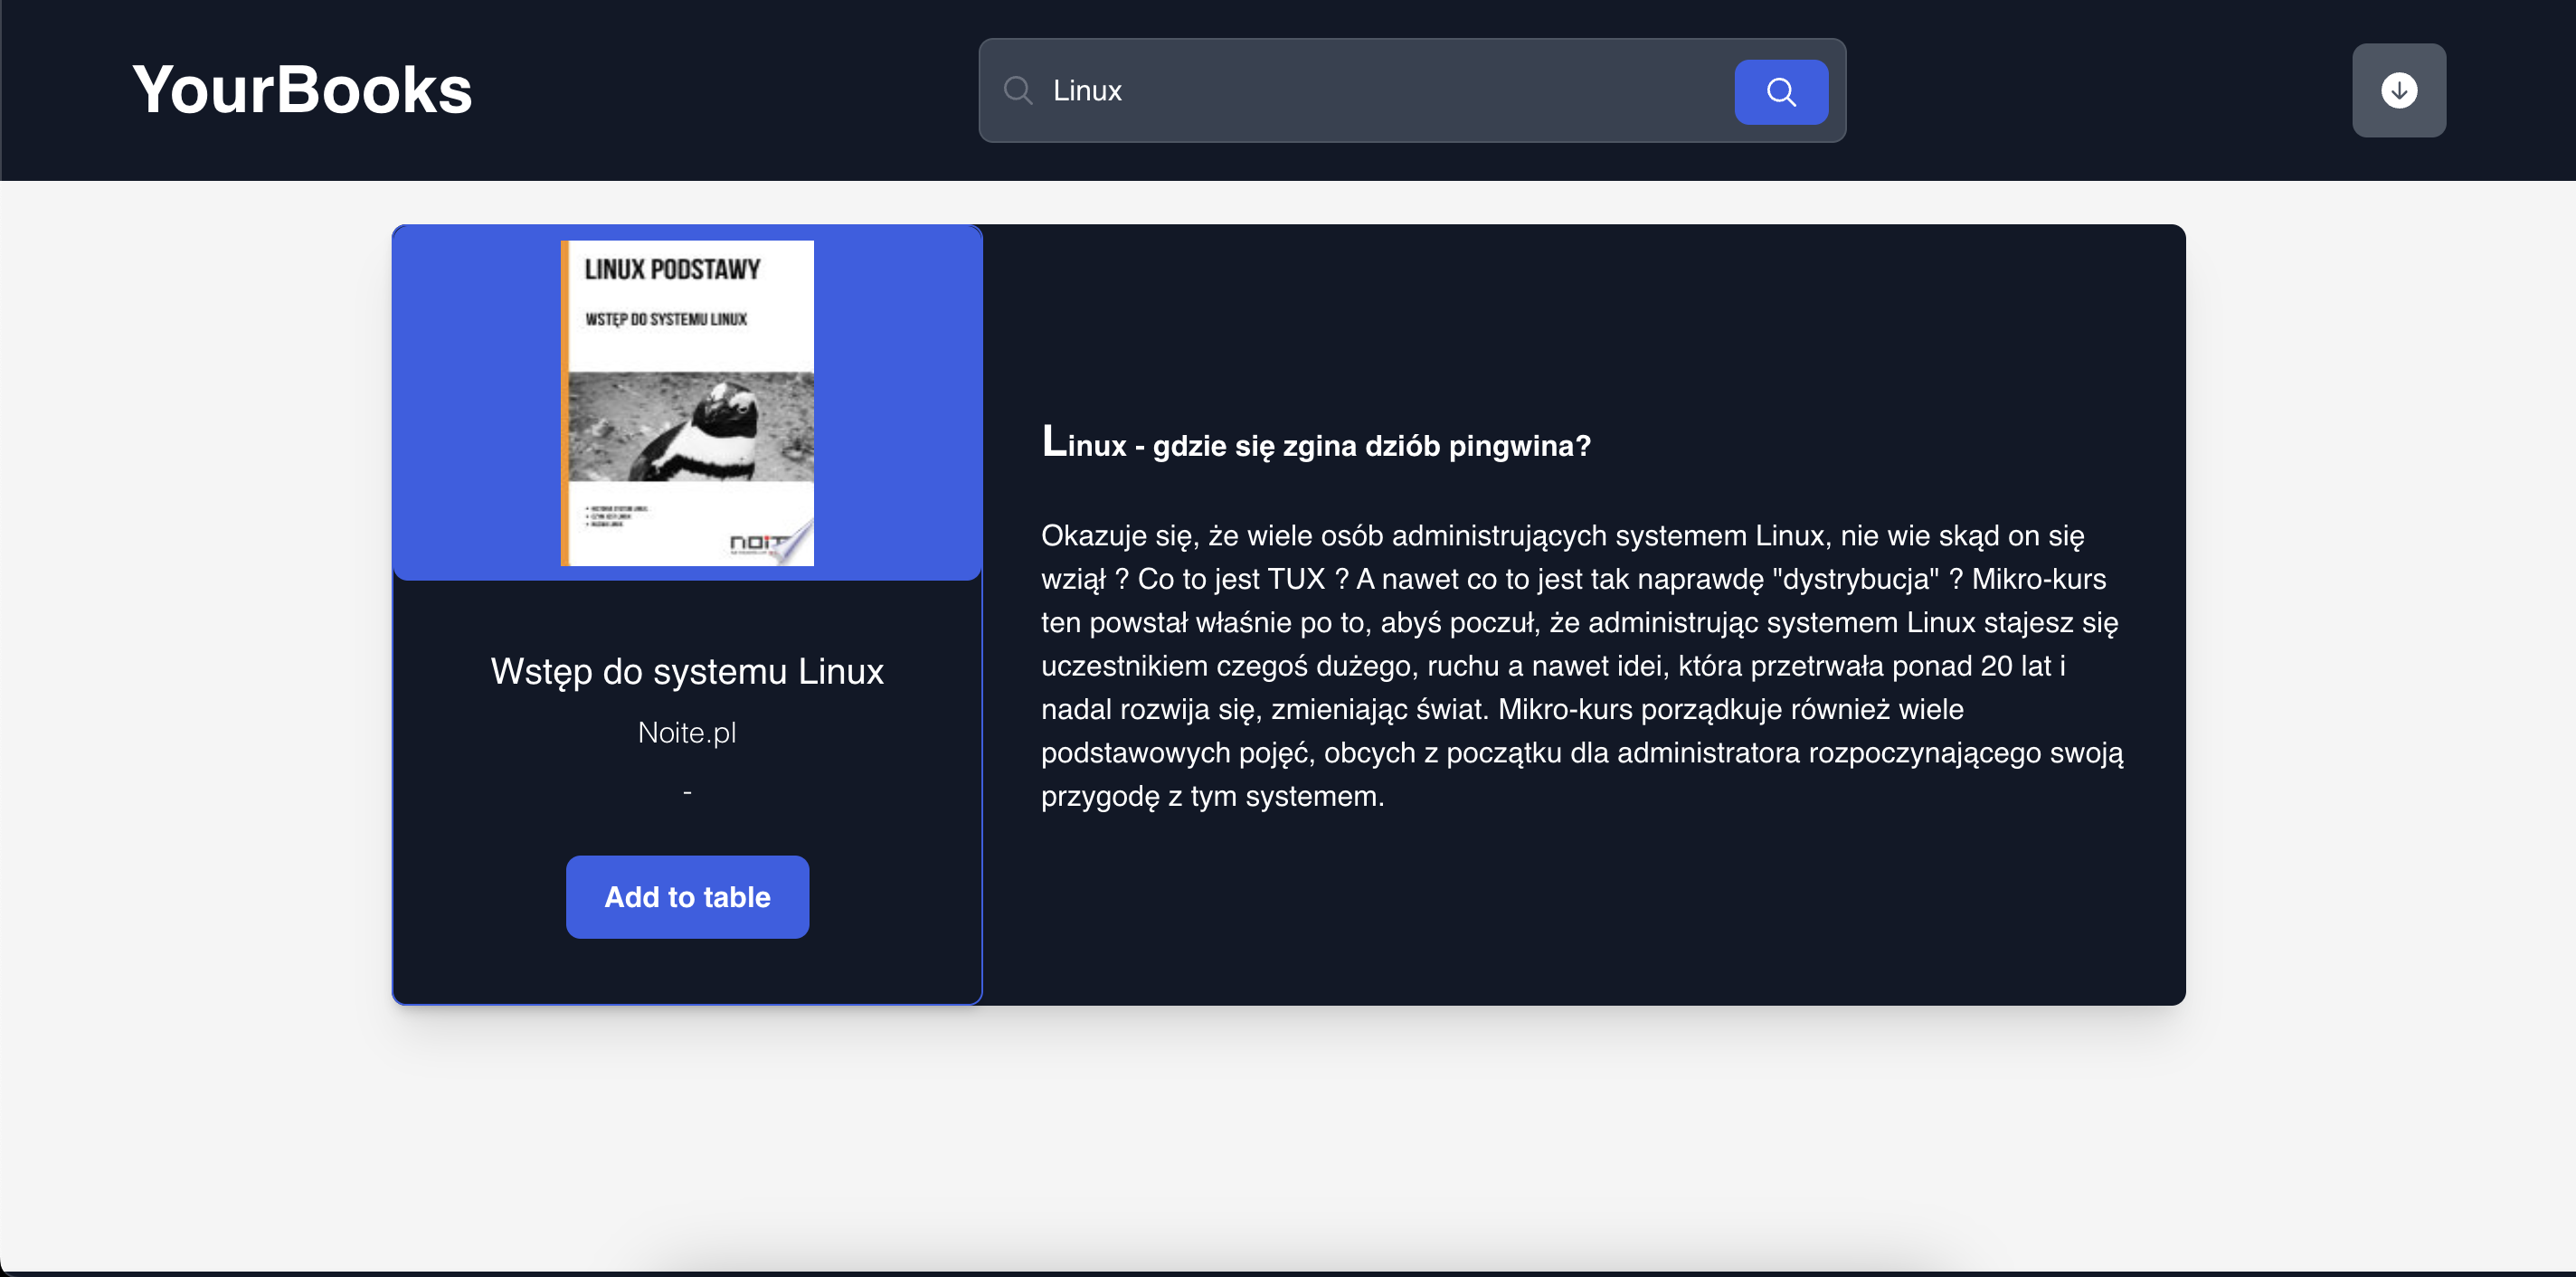 YourBooks
Linux
LINUX PODSTAWY
WSTĘP DO SYSTEMU LINUX
noite
Wstęp do systemu Linux
Noite.pl
-
Add to table
Linux - gdzie się zgina dziób pingwina?
Okazuje się, że wiele osób administrujących systemem Linux, nie wie skąd on się
wziął ? Co to jest TUX ? A nawet co to jest tak naprawdę "dystrybucja" ? Mikro-kurs
ten powstał właśnie po to, abyś poczuł, że administrując systemem Linux stajesz się
uczestnikiem czegoś dużego, ruchu a nawet idei, która przetrwała ponad 20 lat i
nadal rozwija się, zmieniając świat. Mikro-kurs porządkuje również wiele
podstawowych pojęć, obcych z początku dla administratora rozpoczynającego swoją
przygodę z tym systemem.